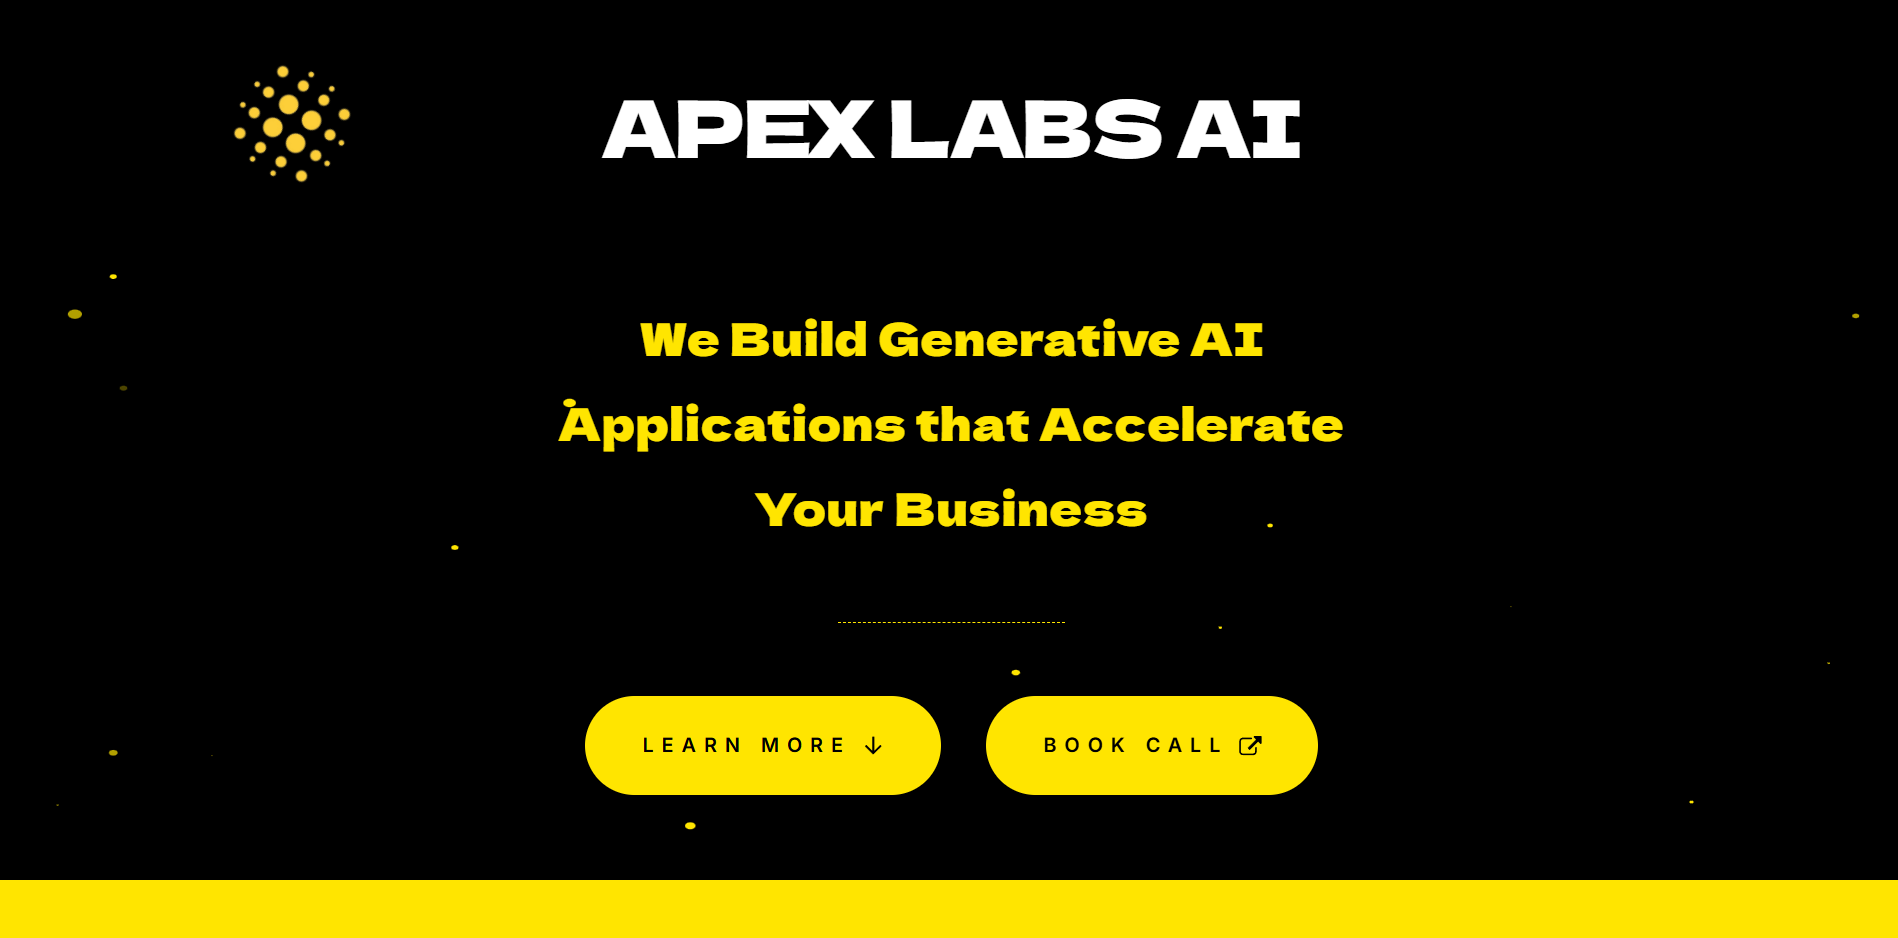 APEX LABS AI
We Build Generative AI
Applications that Accelerate
Your Business
LEARN MORE
BOOK CALL